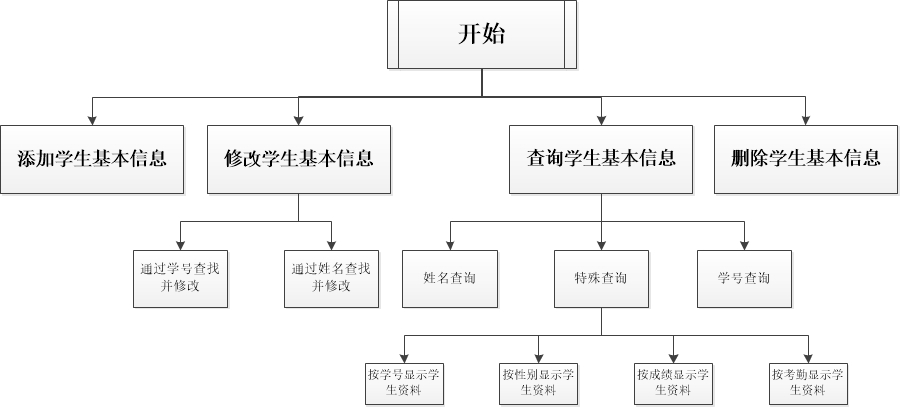 开始
添加学生基本信息
修改学生基本信息
查询学生基本信息
删除学生基本信息
通过学号查找
并修改
通过姓名查找
并修改
姓名查询
特殊查询
学号查询
按学号显示学
生资料
按性别显示学
生资料
按成绩显示学
生资料
按考勤显示学
生资料